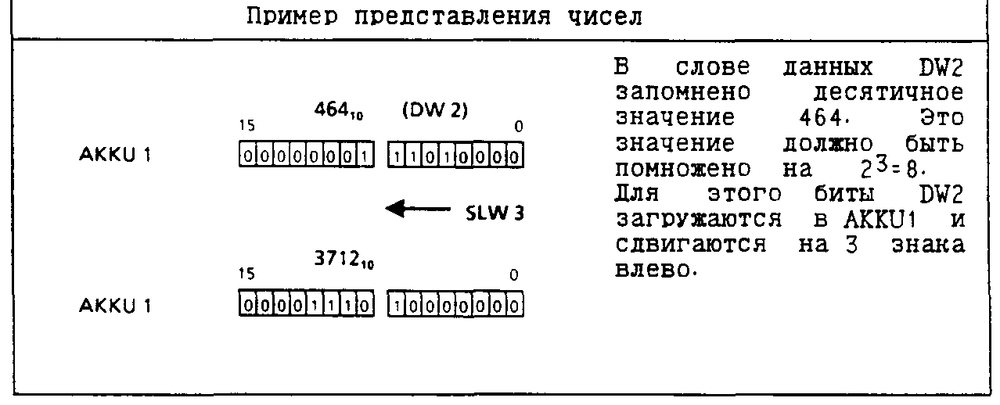 Пример представления чисел
464₁₀ (DW 2)
15 0
AKKU 1 0 0 0 0 0 0 0 1 1 1 0 1 0 0 0 0
SLW 3
3712₁₀
15 0
AKKU 1 0 0 0 0 1 1 1 0 1 0 0 0 0 0 0 0
В слове данных DW2
запомнено десятичное
значение 464. Это
значение должно быть
помножено на 2³=8.
Для этого биты DW2
загружаются в AKKU1 и
сдвигаются на 3 знака
влево.